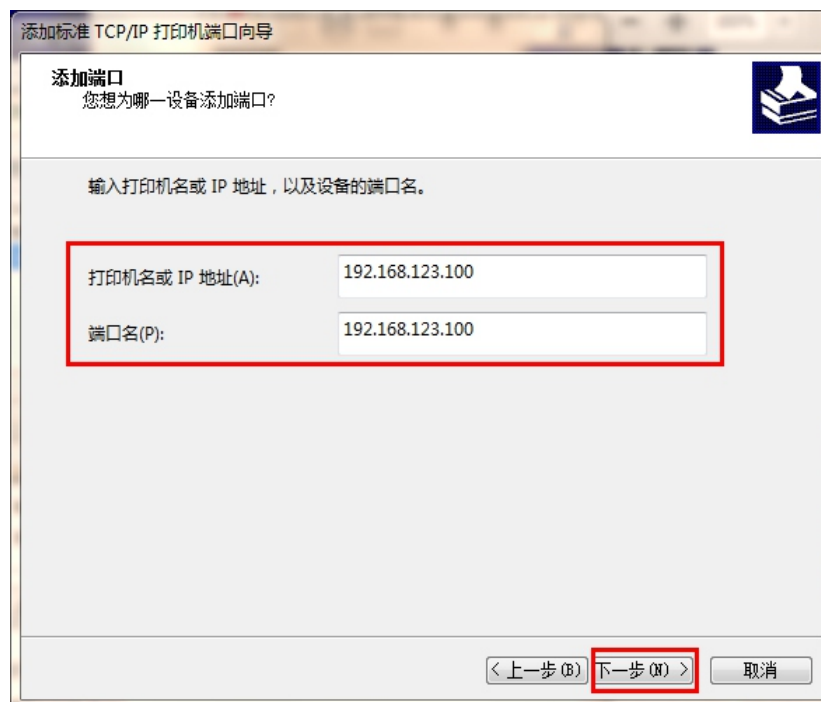 添加标准 TCP/IP 打印机端口向导
添加端口
您想为哪一设备添加端口?
输入打印机名或 IP 地址，以及设备的端口名。
打印机名或 IP 地址(A):
192.168.123.100
端口名(P):
192.168.123.100
< 上一步(B) 下一步(N) > 取消